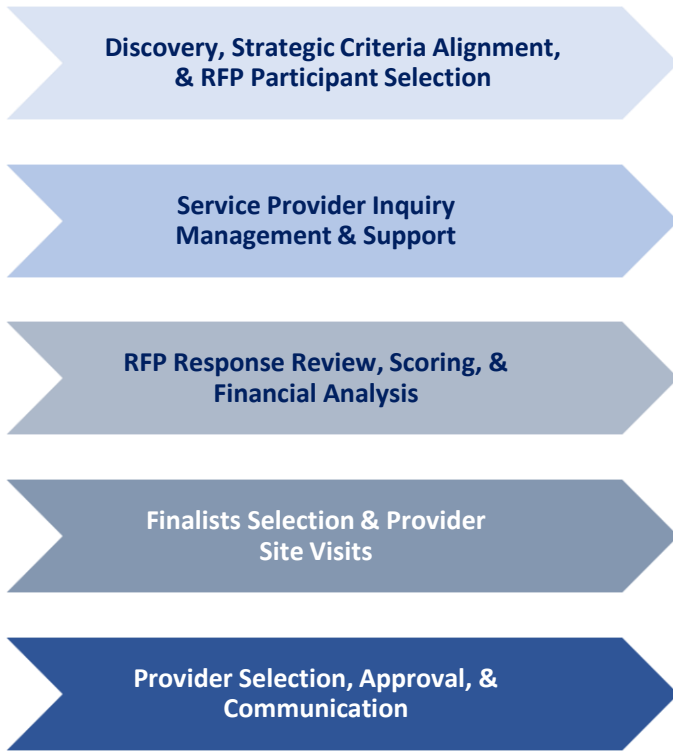 Discovery, Strategic Criteria Alignment,
& RFP Participant Selection
Service Provider Inquiry
Management & Support
RFP Response Review, Scoring, &
Financial Analysis
Finalists Selection & Provider
Site Visits
Provider Selection, Approval, &
Communication